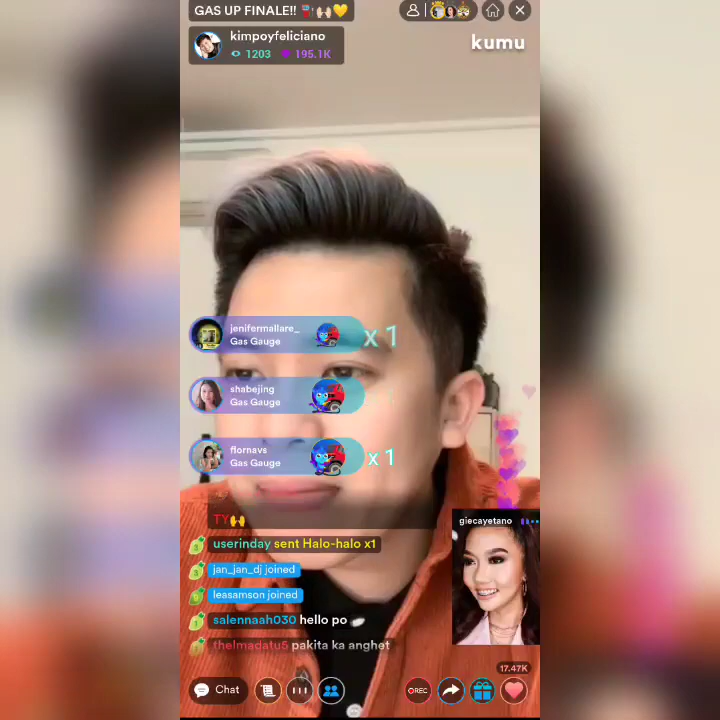 GAS UP FINALE!!
kimpoyfeliciano
1203 195.1K
kumu
jenifermallare_
Gas Gauge
x 1
shabejing
Gas Gauge
flornavs
Gas Gauge
x 1
TY
giecayetano
userinday sent Halo-halo x1
jan_jan_dj joined
leasamson joined
salennaah030 hello po
thelmadatu5 pakita ka anghet
17.47K
Chat
REC